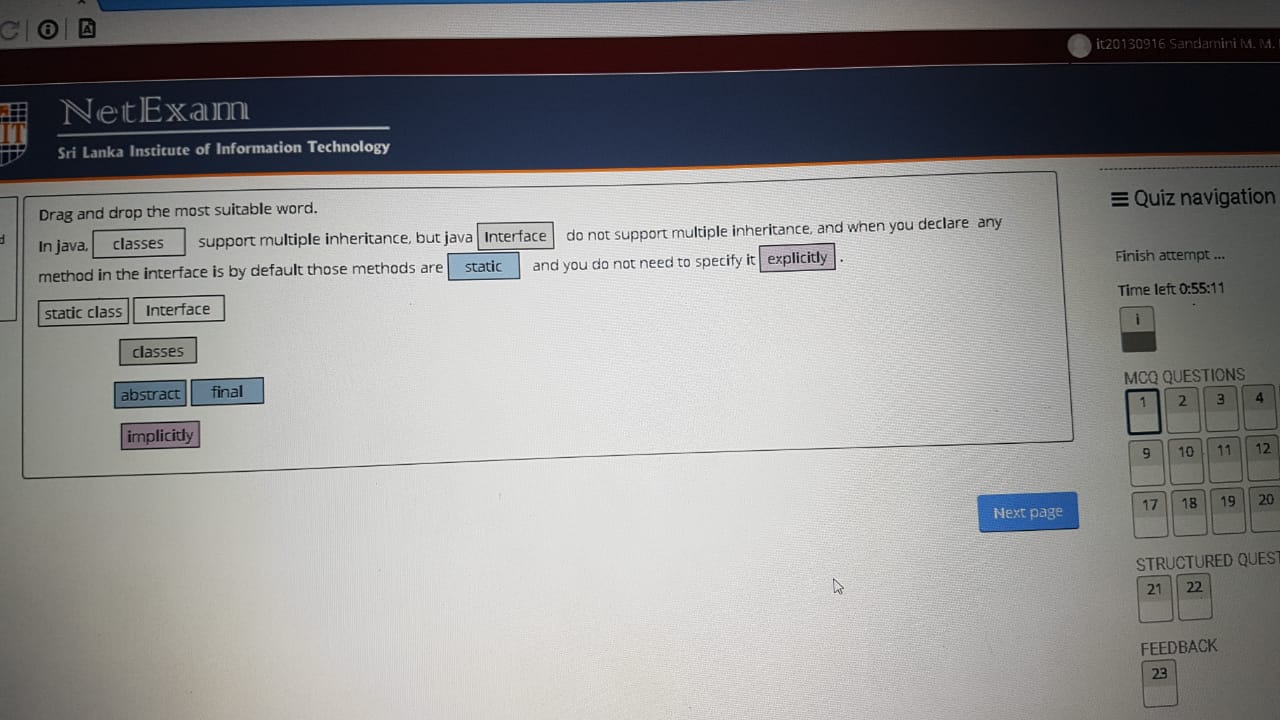 it20130916 Sandamini M. M.
NetExam
Sri Lanka Institute of Information Technology
Drag and drop the most suitable word.
In java, classes support multiple inheritance, but java Interface do not support multiple inheritance, and when you declare any
method in the interface is by default those methods are static and you do not need to specify it explicitly .
static class Interface
classes
abstract final
implicitly
Next page
Quiz navigation
Finish attempt ...
Time left 0:55:11
i
MCQ QUESTIONS
1 2 3 4
9 10 11 12
17 18 19 20
STRUCTURED QUEST
21 22
FEEDBACK
23